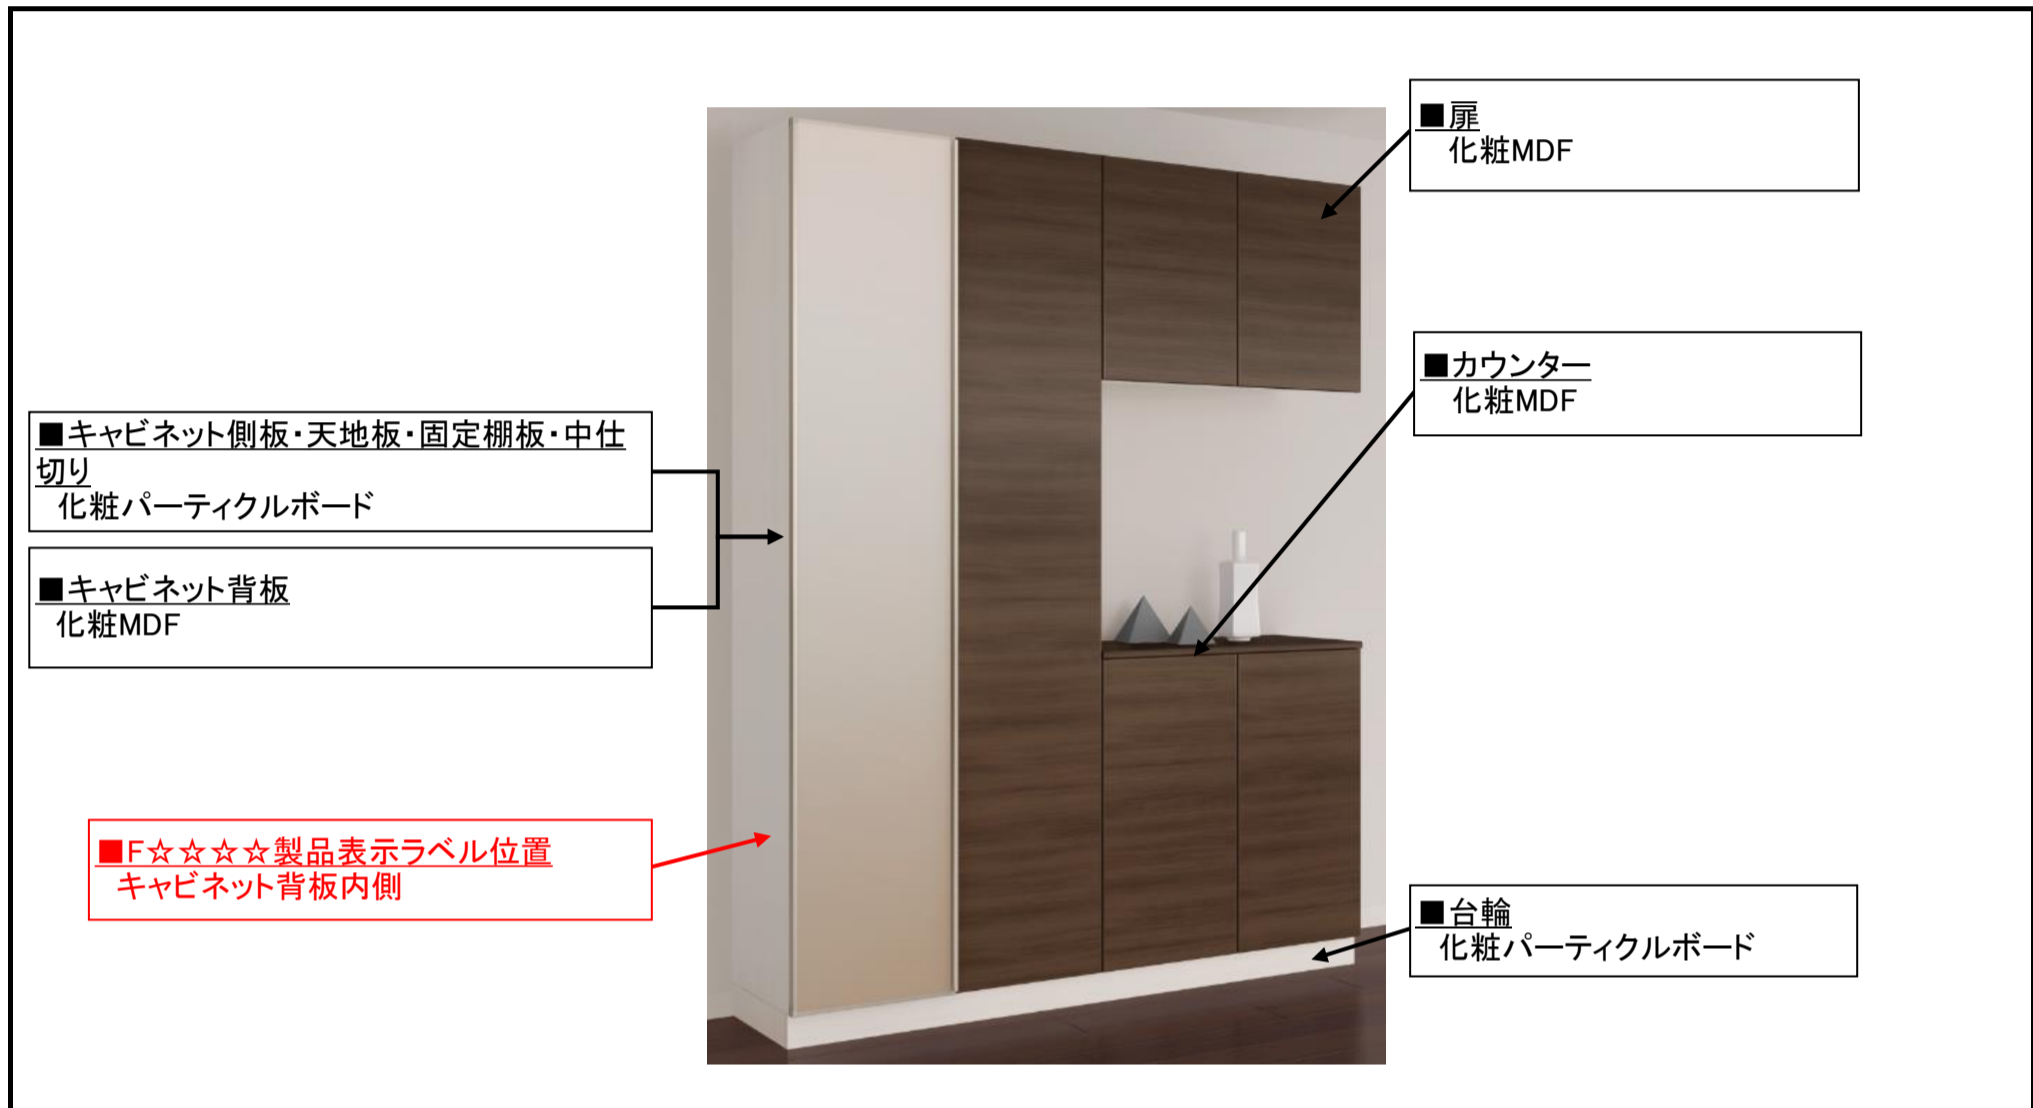 ■扉
化粧MDF
■カウンター
化粧MDF
■キャビネット側板・天地板・固定棚板・中仕
切り
化粧パーティクルボード
■キャビネット背板
化粧MDF
■F☆☆☆☆製品表示ラベル位置
キャビネット背板内側
■台輪
化粧パーティクルボード